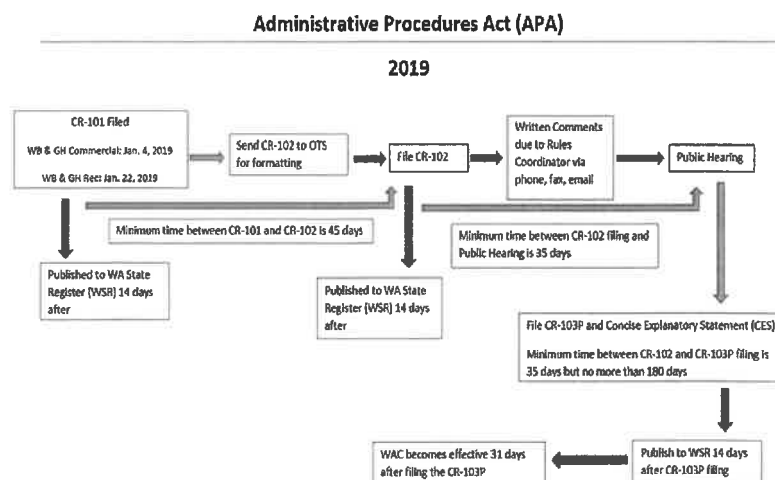 Administrative Procedures Act (APA)
2019
CR-101 Filed
WB & GH Commercial: Jan. 4, 2019
WB & GH Rec: Jan. 22, 2019
Send CR-102 to OTS
for formatting
File CR-102
Written Comments
due to Rules
Coordinator via
phone, fax, email
Public Hearing
Minimum time between CR-101 and CR-102 is 45 days
Minimum time between CR-102 filing and
Public Hearing is 35 days
Published to WA State
Register (WSR) 14 days
after
Published to WA State
Register (WSR) 14 days
after
File CR-103P and Concise Explanatory Statement (CES)
Minimum time between CR-102 and CR-103P filing is
35 days but no more than 180 days
WAC becomes effective 31 days
after filing the CR-103P
Publish to WSR 14 days
after CR-103P filing